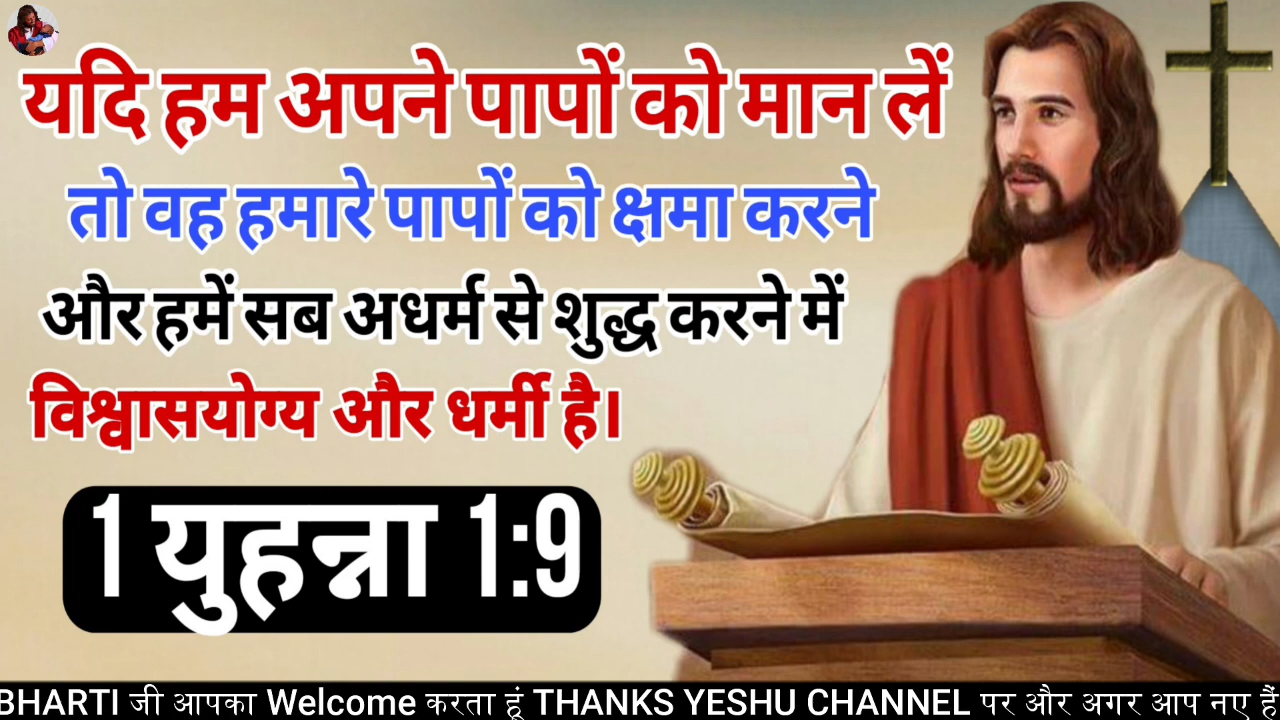 यदि हम अपने पापों को मान लें
तो वह हमारे पापों को क्षमा करने
और हमें सब अधर्म से शुद्ध करने में
विश्वासयोग्य और धर्मी है।
1 युहन्ना 1:9
BHARTI जी आपका Welcome करता हूं THANKS YESHU CHANNEL पर और अगर आप नए हैं